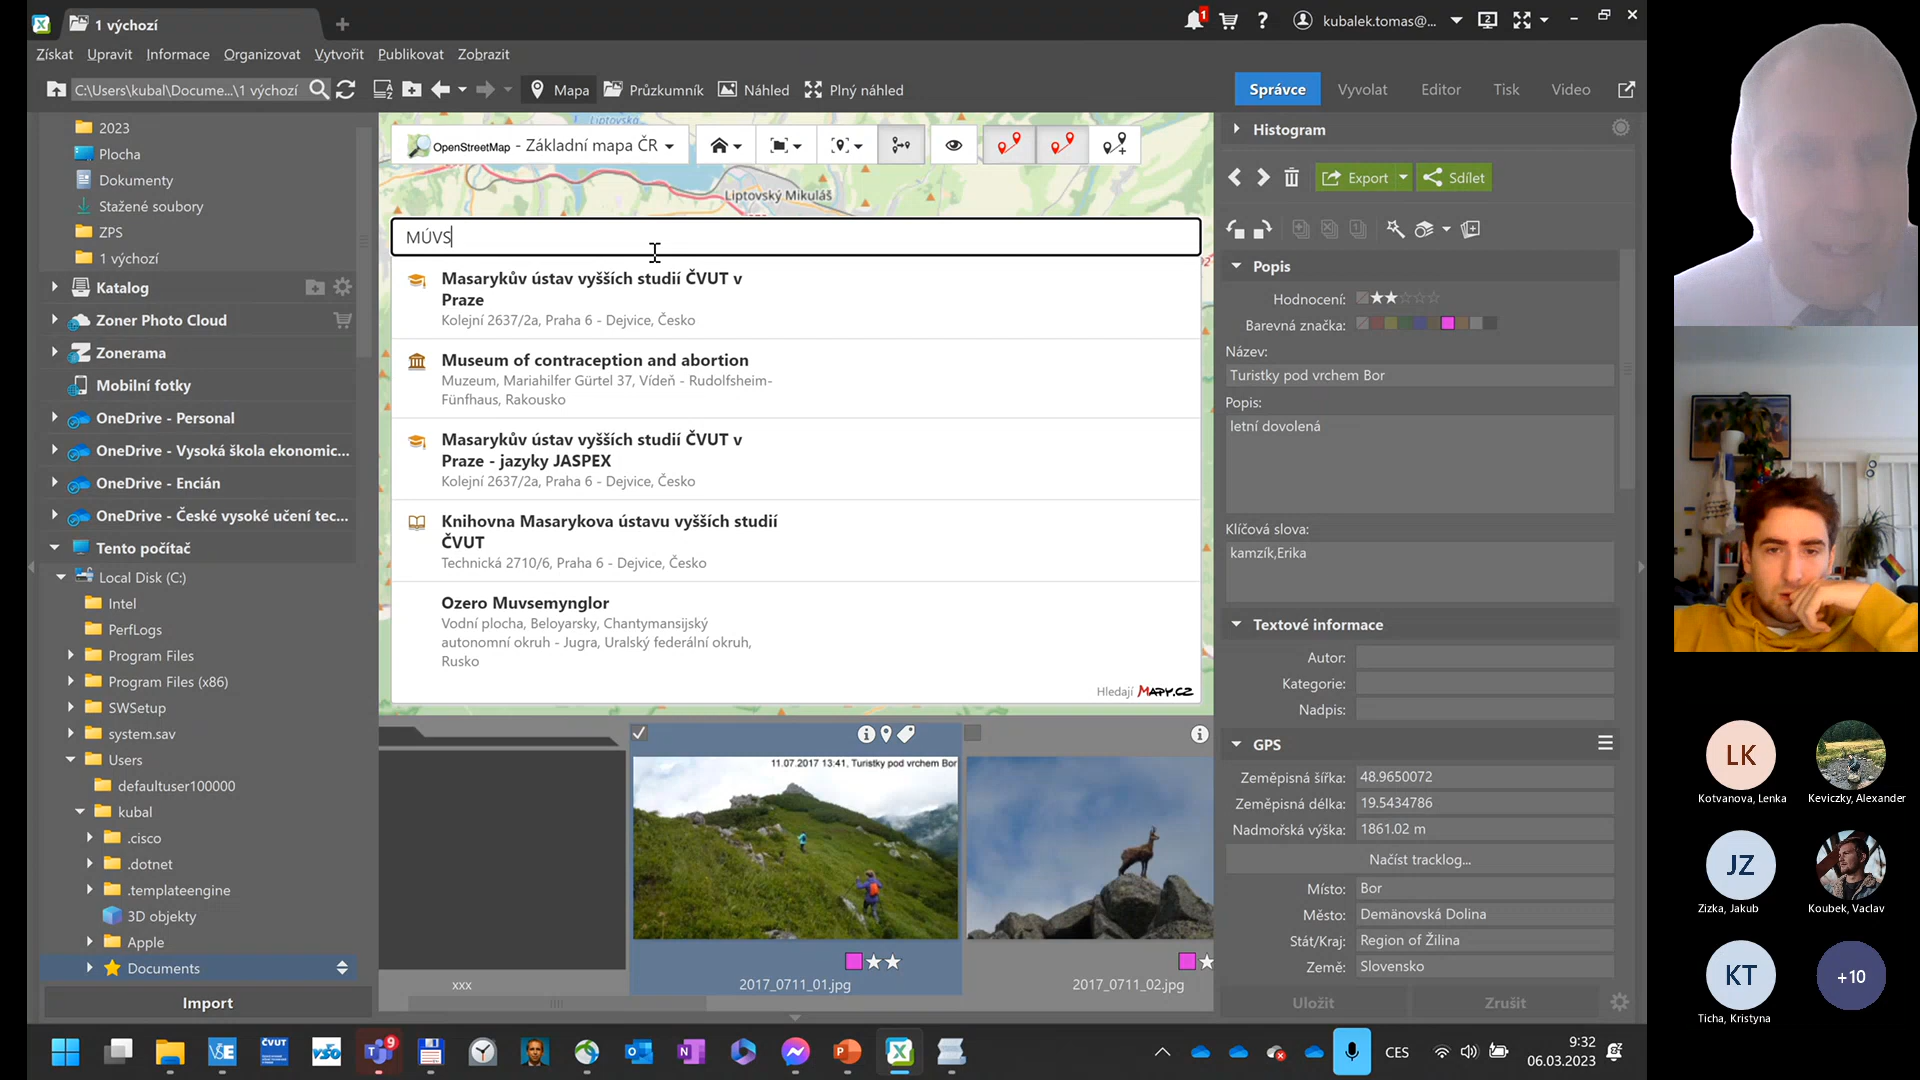 1 výchozí
kubalek.tomas@...
Získat Upravit Informace Organizovat Vytvořit Publikovat Zobrazit
C:\Users\kubal\Docume...\1 výchozí
Mapa Průzkumník Náhled Plný náhled
Správce Vyvolat Editor Tisk Video
2023
Plocha
Dokumenty
Stažené soubory
ZPS
1 výchozí
Katalog
Zoner Photo Cloud
Zonerama
Mobilní fotky
OneDrive - Personal
OneDrive - Vysoká škola ekonomic...
OneDrive - Encián
OneDrive - České vysoké učení tec...
Tento počítač
Local Disk (C:)
Intel
PerfLogs
Program Files
Program Files (x86)
SWSetup
system.sav
Users
defaultuser100000
kubal
.cisco
.dotnet
.templateengine
3D objekty
Apple
Documents
Import
OpenStreetMap - Základní mapa ČR
Liptovský Mikuláš
MÚVS
Masarykův ústav vyšších studií ČVUT v
Praze
Kolejní 2637/2a, Praha 6 - Dejvice, Česko
Museum of contraception and abortion
Muzeum, Mariahilfer Gürtel 37, Vídeň - Rudolfsheim-
Fünfhaus, Rakousko
Masarykův ústav vyšších studií ČVUT v
Praze - jazyky JASPEX
Kolejní 2637/2a, Praha 6 - Dejvice, Česko
Knihovna Masarykova ústavu vyšších studií
ČVUT
Technická 2710/6, Praha 6 - Dejvice, Česko
Ozero Muvsemynglor
Vodní plocha, Beloyarsky, Chantymansijský
autonomní okruh - Jugra, Uralský federální okruh,
Rusko
Hledají Mapy.cz
11.07.2017 13:41, Turistky pod vrchem Bor
xxx
2017_0711_01.jpg
2017_0711_02.jpg
Histogram
Export Sdílet
Popis
Hodnocení:
Barevná značka:
Název:
Turistky pod vrchem Bor
Popis:
letní dovolená
Klíčová slova:
kamzík,Erika
Textové informace
Autor:
Kategorie:
Nadpis:
GPS
Zeměpisná šířka: 48.9650072
Zeměpisná délka: 19.5434786
Nadmořská výška: 1861.02 m
Načíst tracklog...
Místo: Bor
Město: Demänovská Dolina
Stát/Kraj: Region of Žilina
Země: Slovensko
Uložit Zrušit
LK
Kotvanova, Lenka
Keviczky, Alexander
JZ
Zizka, Jakub
Koubek, Vaclav
KT
Ticha, Kristyna
+10
CES
9:32
06.03.2023